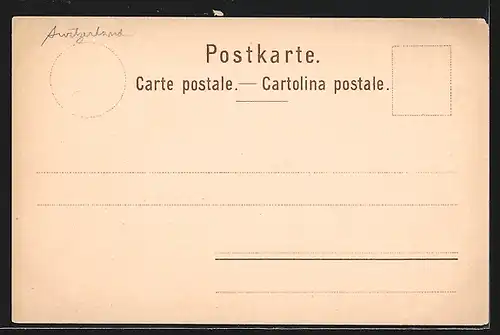 Switzerland
Postkarte.
Carte postale.— Cartolina postale.